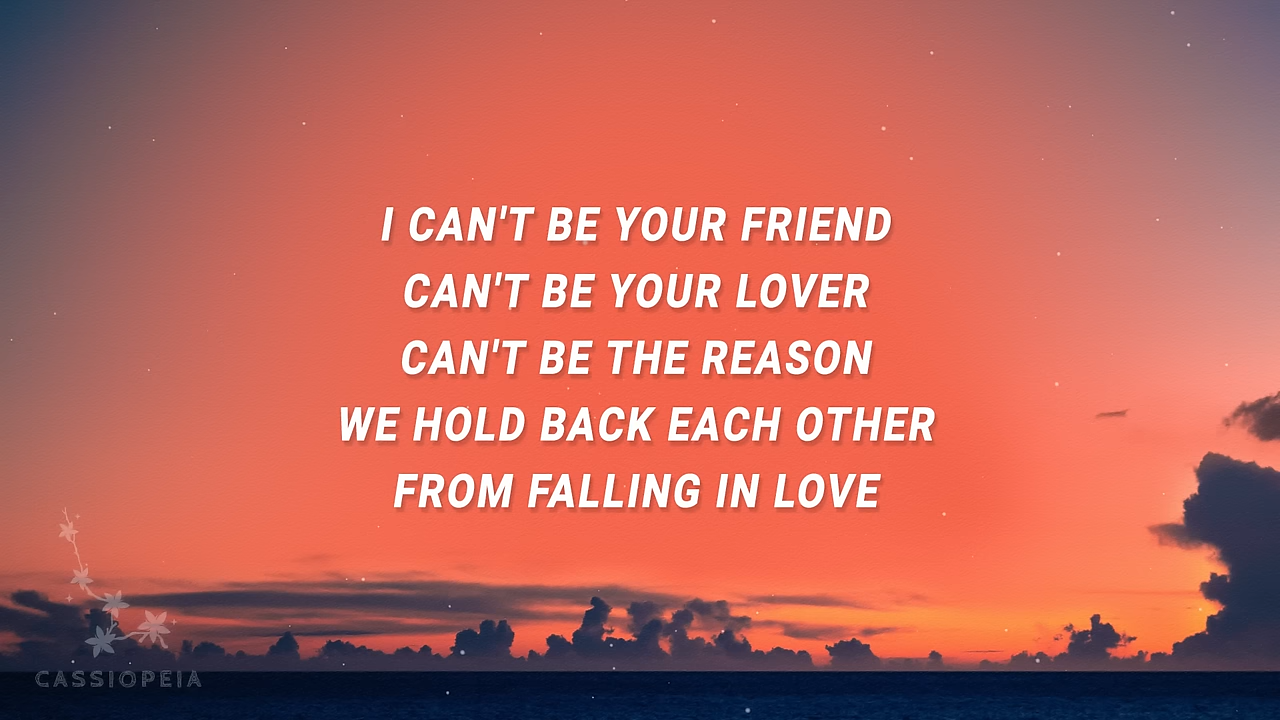 I CAN'T BE YOUR FRIEND
CAN'T BE YOUR LOVER
CAN'T BE THE REASON
WE HOLD BACK EACH OTHER
FROM FALLING IN LOVE
CASSIOPEIA